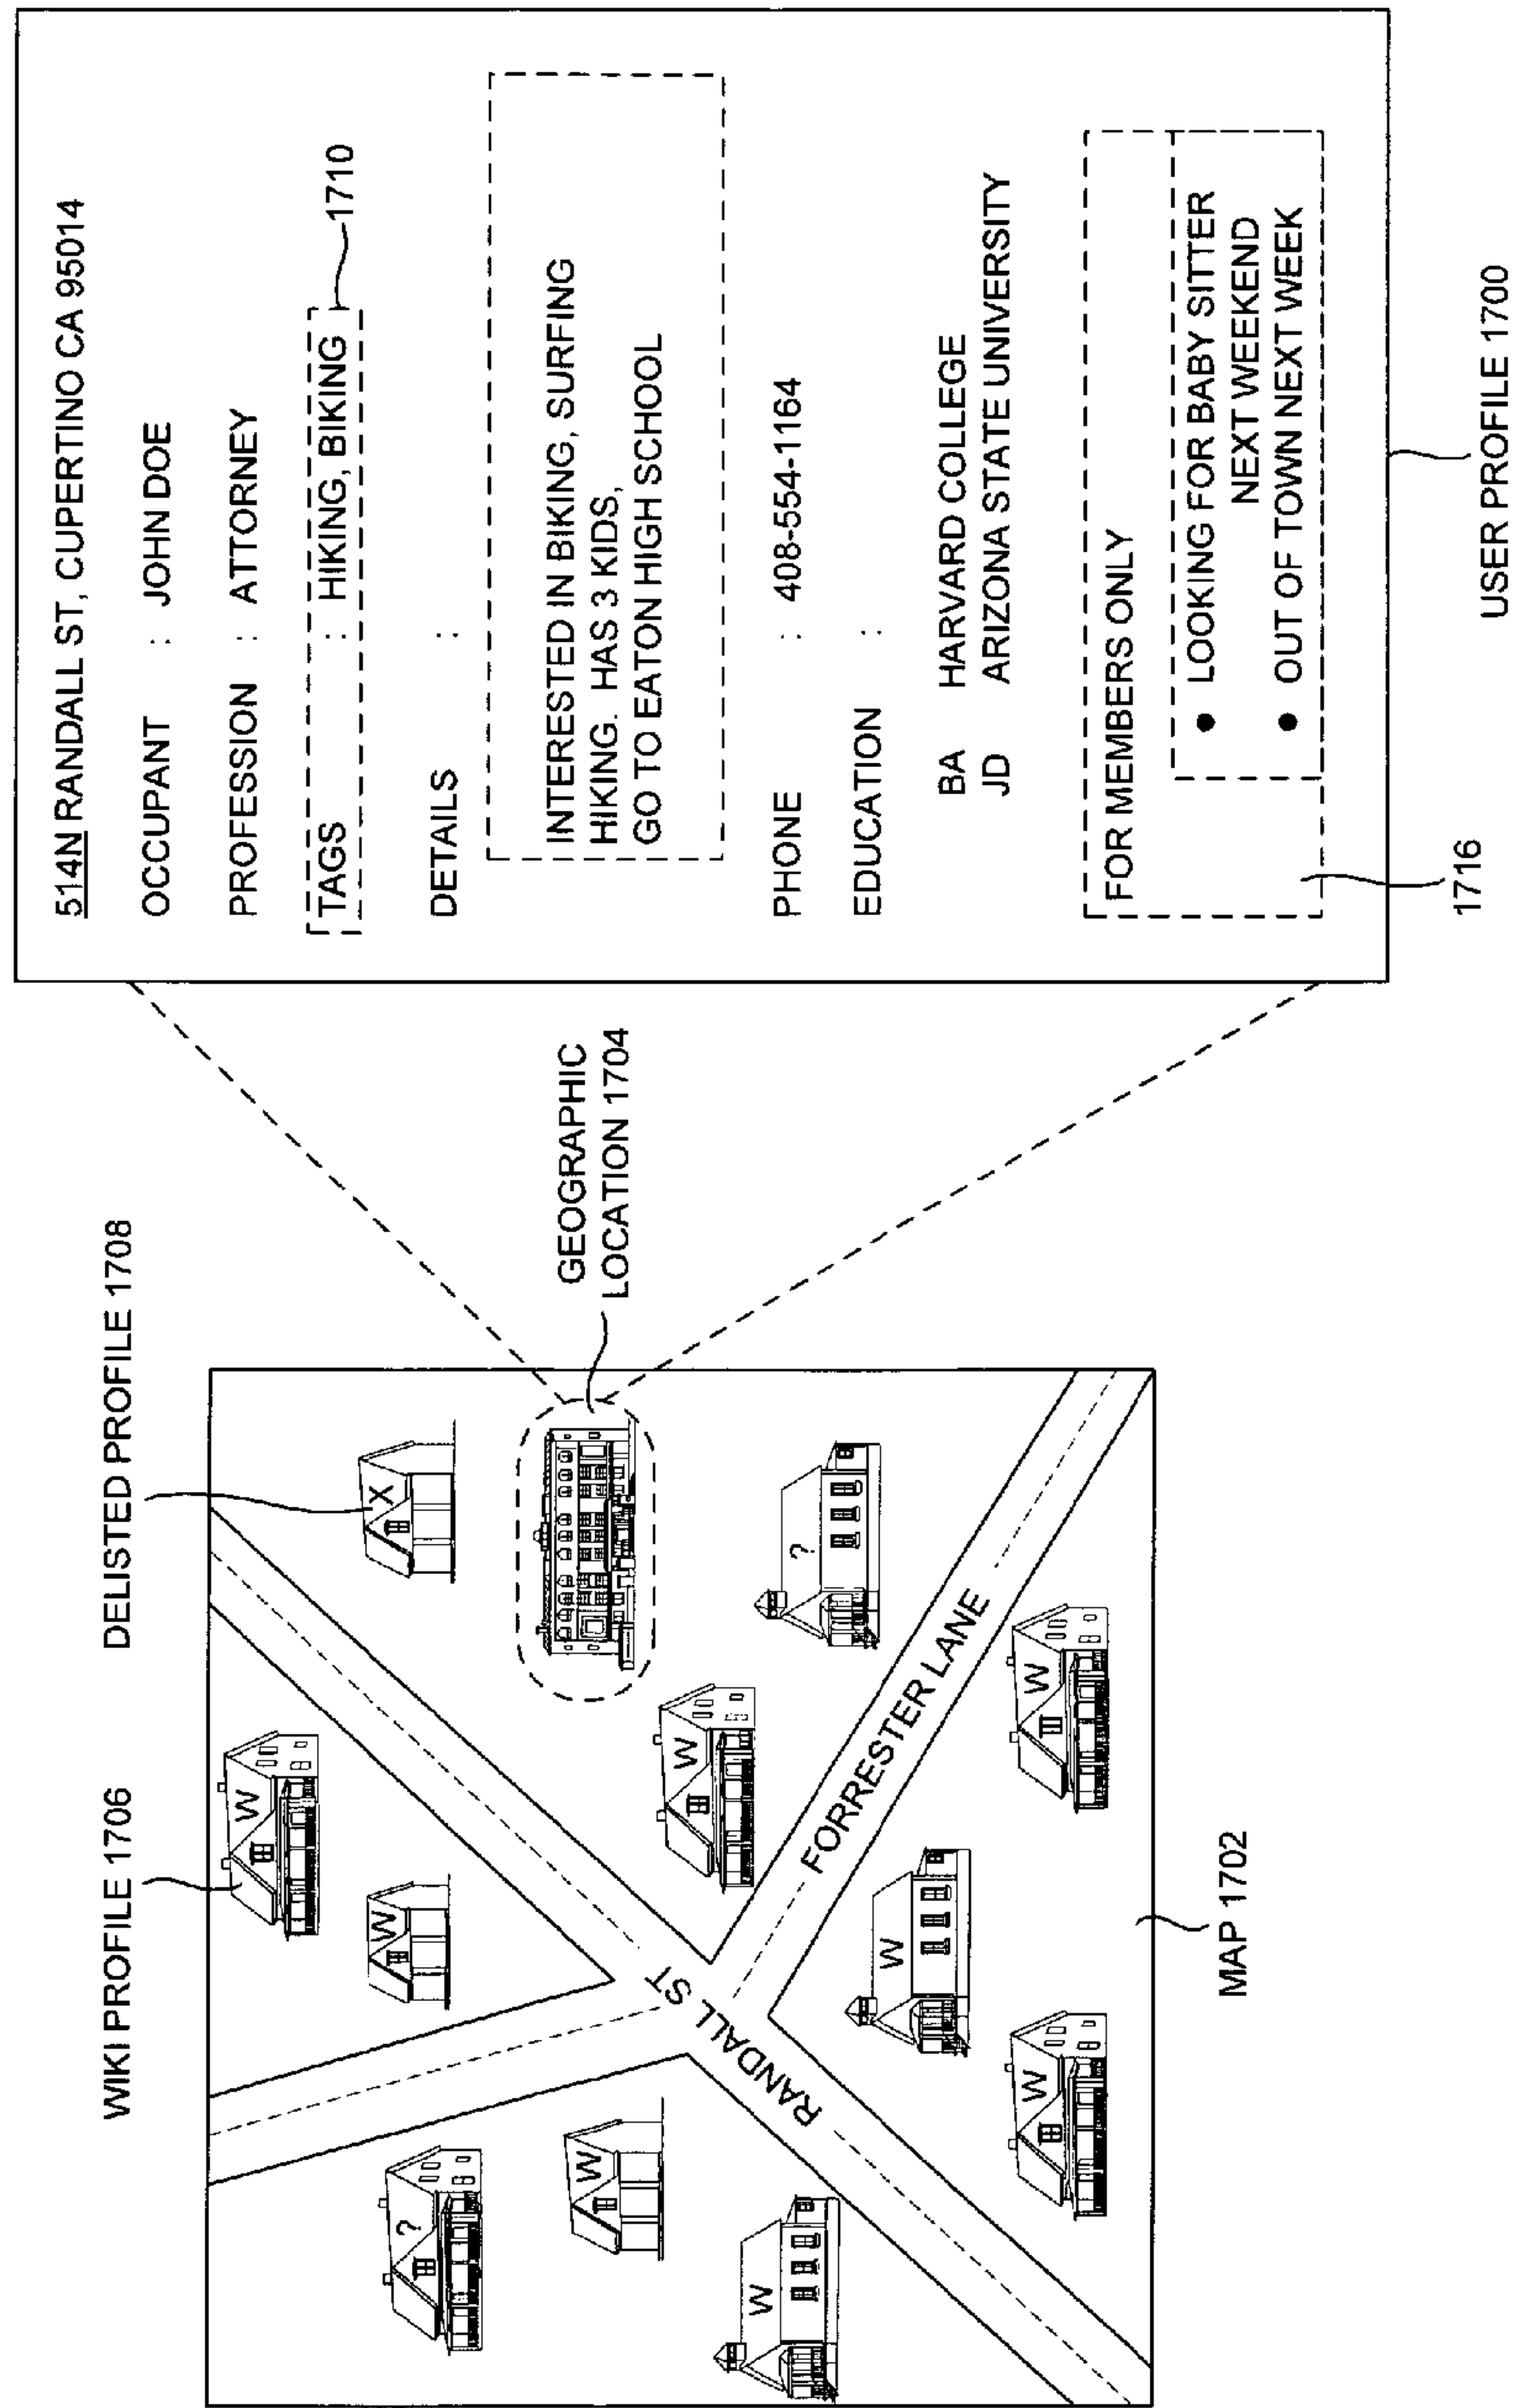 WIKI PROFILE 1706
DELISTED PROFILE 1708
W
W
X
?
W
GEOGRAPHIC
LOCATION 1704
W
W
?
RANDALL ST
FORRESTER LANE
W
W
W
MAP 1702
514N RANDALL ST, CUPERTINO CA 95014
OCCUPANT : JOHN DOE
PROFESSION : ATTORNEY
TAGS : HIKING, BIKING
1710
DETAILS :
INTERESTED IN BIKING, SURFING
HIKING. HAS 3 KIDS,
GO TO EATON HIGH SCHOOL
PHONE : 408-554-1164
EDUCATION :
BA HARVARD COLLEGE
JD ARIZONA STATE UNIVERSITY
FOR MEMBERS ONLY
● LOOKING FOR BABY SITTER
NEXT WEEKEND
● OUT OF TOWN NEXT WEEK
1716
USER PROFILE 1700